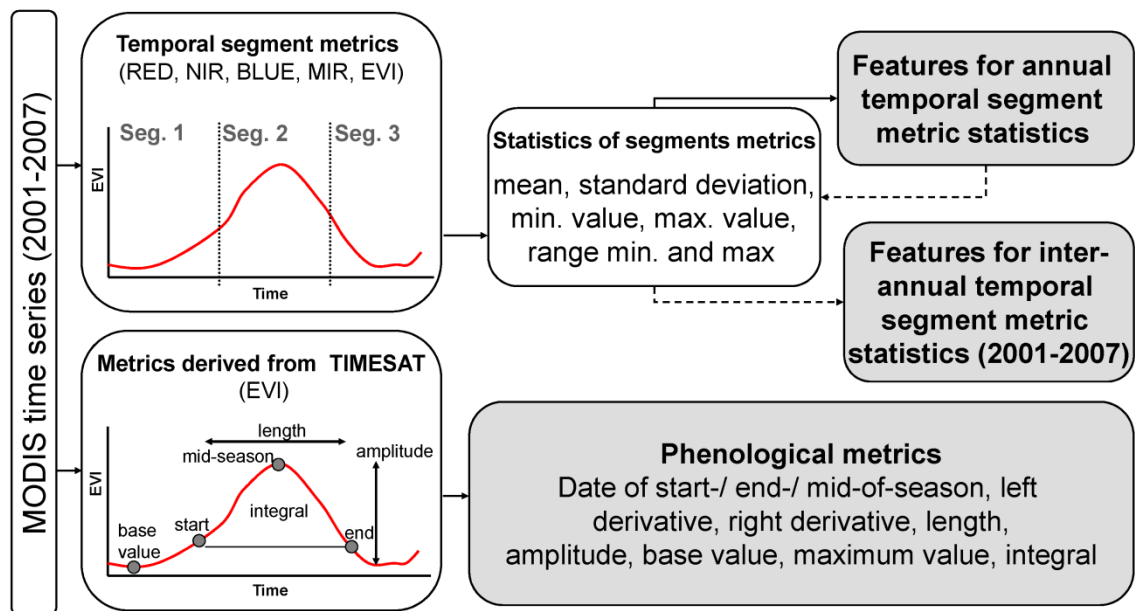 MODIS time series (2001-2007)
Temporal segment metrics
(RED, NIR, BLUE, MIR, EVI)
Seg. 1
Seg. 2
Seg. 3
EVI
Time
Statistics of segments metrics
mean, standard deviation,
min. value, max. value,
range min. and max
Features for annual
temporal segment
metric statistics
Features for inter-
annual temporal
segment metric
statistics (2001-2007)
Metrics derived from TIMESAT
(EVI)
length
mid-season
amplitude
EVI
integral
start
end
base
value
Time
Phenological metrics
Date of start-/ end-/ mid-of-season, left
derivative, right derivative, length,
amplitude, base value, maximum value, integral